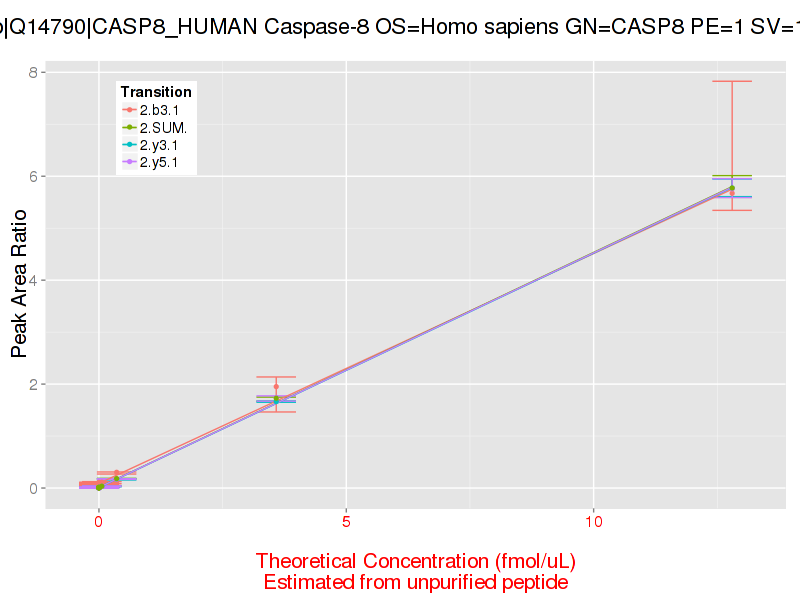 |Q14790|CASP8_HUMAN Caspase-8 OS=Homo sapiens GN=CASP8 PE=1 SV=
Transition
2.b3.1
2.SUM.
2.y3.1
2.y5.1
Peak Area Ratio
8
6
4
2
0
0 5 10
Theoretical Concentration (fmol/uL)
Estimated from unpurified peptide